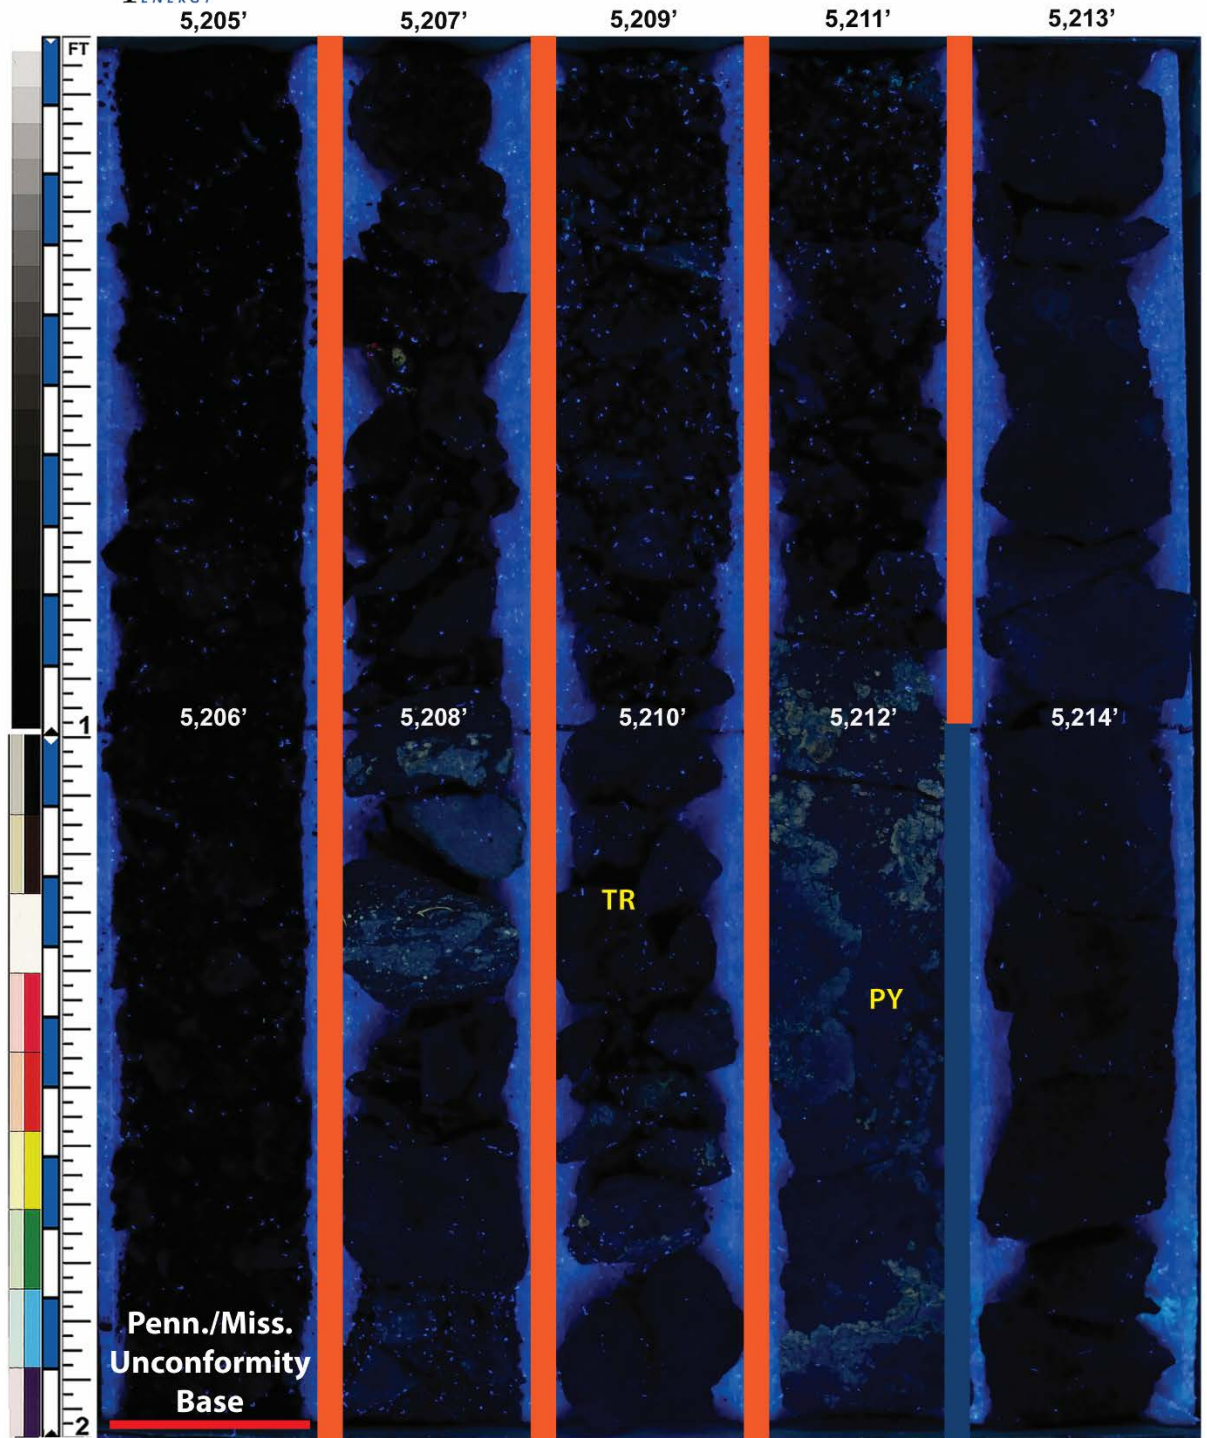 ENERGY
5,205' 5,207' 5,209' 5,211' 5,213'
FT
1
5,206' 5,208' 5,210' 5,212' 5,214'
TR
PY
Penn./Miss.
Unconformity
Base
2